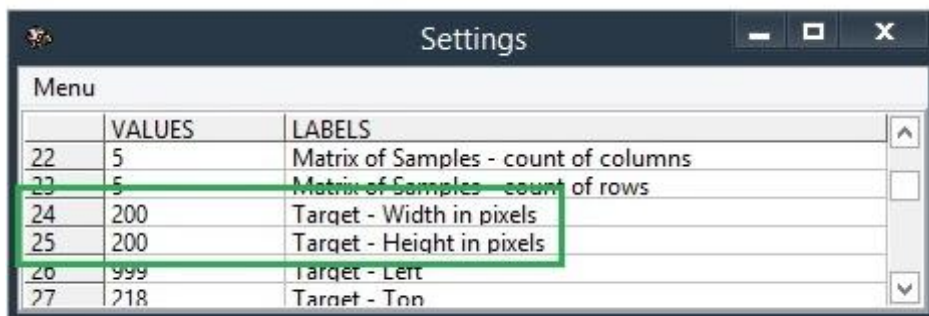 Settings
Menu
VALUES LABELS
22 5 Matrix of Samples - count of columns
23 5 Matrix of Samples - count of rows
24 200 Target - Width in pixels
25 200 Target - Height in pixels
26 999 Target - Left
27 218 Target - Top